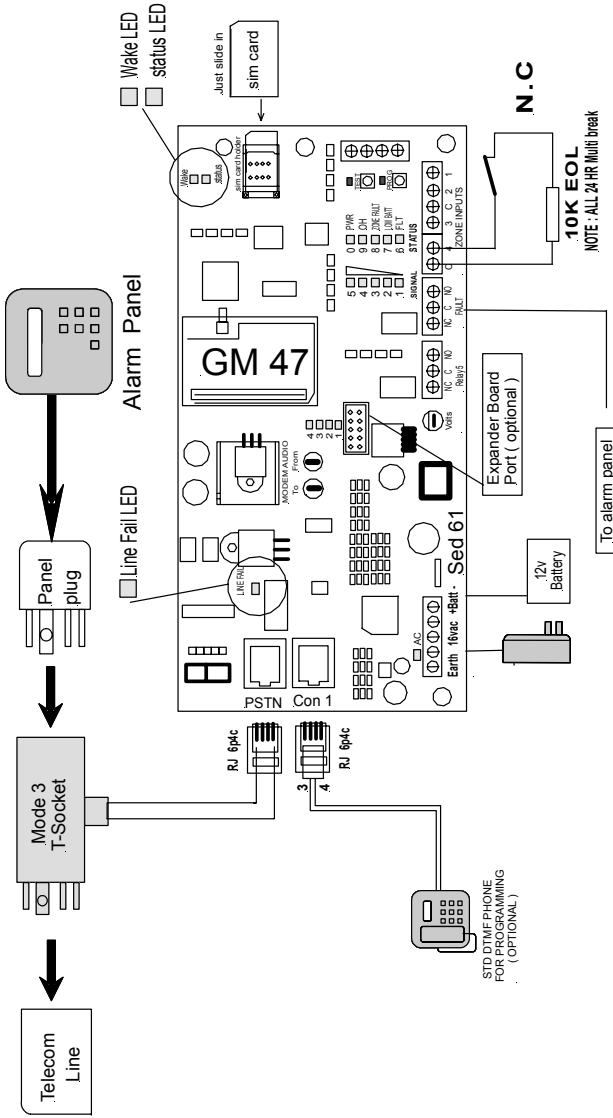 Telecom
Line
Mode 3
T-Socket
Panel
plug
Alarm Panel
Line Fail LED
Wake LED
status LED
Just slide in
sim card
RJ 6p4c
RJ 6p4c
3
4
STD DTMF PHONE
FOR PROGRAMMING
( OPTIONAL )
PSTN
Con 1
LINE FAIL
MODEM AUDIO
To From
GM 47
Wake
status
sim card holder
4
3
2
1
5
4
3
2
1
SIGNAL
0 PWR
9 OH
8 ZONE FAULT
7 LOW BATT
6 FLT
STATUS
TEST
PROG
AC
Earth 16vac +Batt -
Sed 61
Volts
NC C NO
Relay5
NC C NO
FAULT
C 4 3 C 2 1
ZONE INPUTS
12v
Battery
Expander Board
Port ( optional )
To alarm panel
N.C
10K EOL
NOTE : ALL 24 HR Multi break